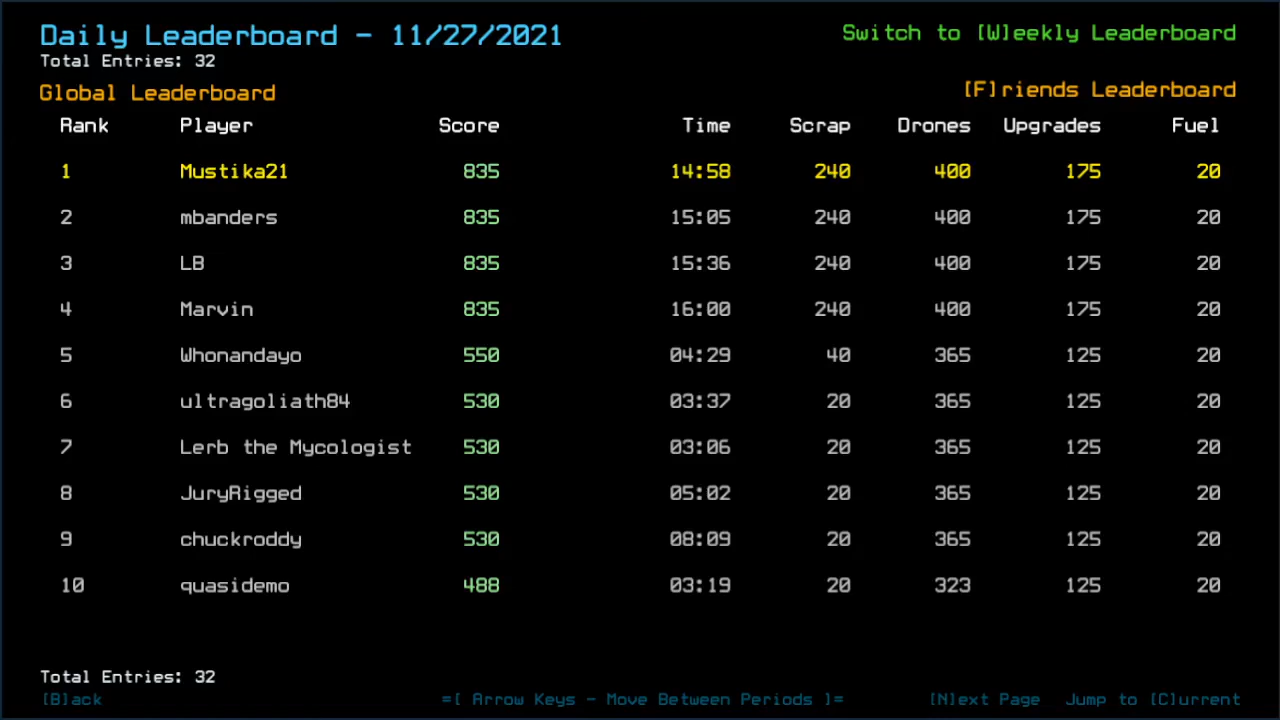 Daily Leaderboard - 11/27/2021 Switch to [W]eekly Leaderboard
Total Entries: 32
Global Leaderboard [F]riends Leaderboard
Rank Player Score Time Scrap Drones Upgrades Fuel
1 Mustika21 835 14:58 240 400 175 20
2 mbanders 835 15:05 240 400 175 20
3 LB 835 15:36 240 400 175 20
4 Marvin 835 16:00 240 400 175 20
5 Whonandayo 550 04:29 40 365 125 20
6 ultragoliath84 530 03:37 20 365 125 20
7 Lerb the Mycologist 530 03:06 20 365 125 20
8 JuryRigged 530 05:02 20 365 125 20
9 chuckroddy 530 08:09 20 365 125 20
10 quasidemo 488 03:19 20 323 125 20
Total Entries: 32
[B]ack =[ Arrow Keys - Move Between Periods ]= [N]ext Page Jump to [C]urrent